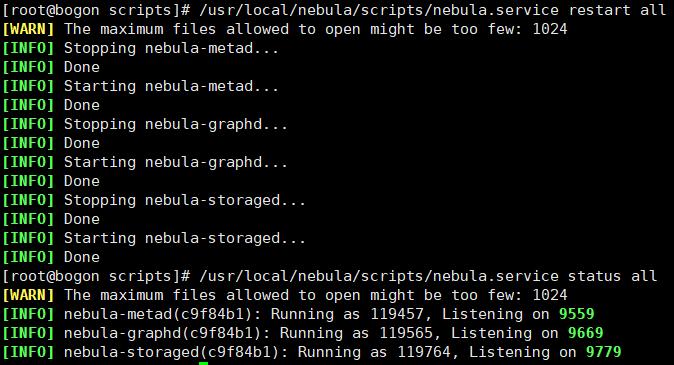 [root@bogon scripts]# /usr/local/nebula/scripts/nebula.service restart all
[WARN] The maximum files allowed to open might be too few: 1024
[INFO] Stopping nebula-metad...
[INFO] Done
[INFO] Starting nebula-metad...
[INFO] Done
[INFO] Stopping nebula-graphd...
[INFO] Done
[INFO] Starting nebula-graphd...
[INFO] Done
[INFO] Stopping nebula-storaged...
[INFO] Done
[INFO] Starting nebula-storaged...
[INFO] Done
[root@bogon scripts]# /usr/local/nebula/scripts/nebula.service status all
[WARN] The maximum files allowed to open might be too few: 1024
[INFO] nebula-metad(c9f84b1): Running as 119457, Listening on 9559
[INFO] nebula-graphd(c9f84b1): Running as 119565, Listening on 9669
[INFO] nebula-storaged(c9f84b1): Running as 119764, Listening on 9779